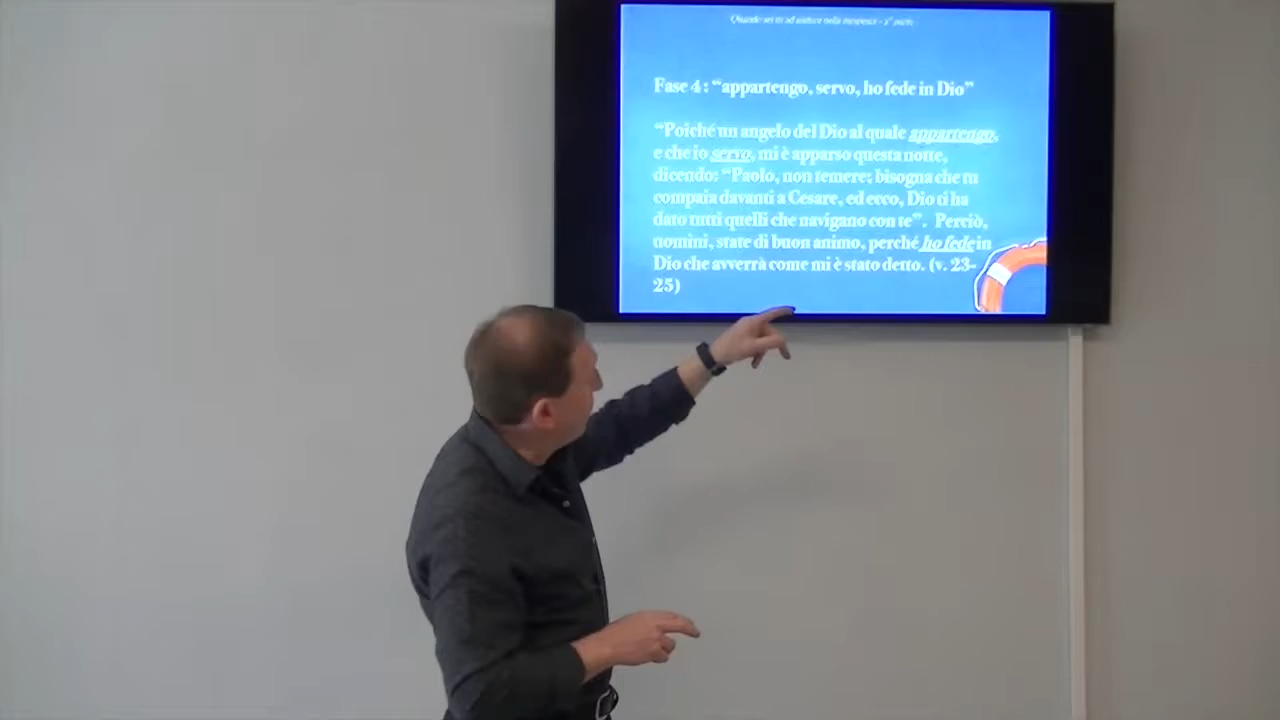 Quando sei tu ad andare nella tempesta - 2° parte
Fase 4 : “appartengo, servo, ho fede in Dio”
“Poiché un angelo del Dio al quale appartengo,
e che io servo, mi è apparso questa notte,
dicendo: “Paolo, non temere; bisogna che tu
compaia davanti a Cesare, ed ecco, Dio ti ha
dato tutti quelli che navigano con te”. Perciò,
uomini, state di buon animo, perché ho fede in
Dio che avverrà come mi è stato detto. (v. 23-
25)